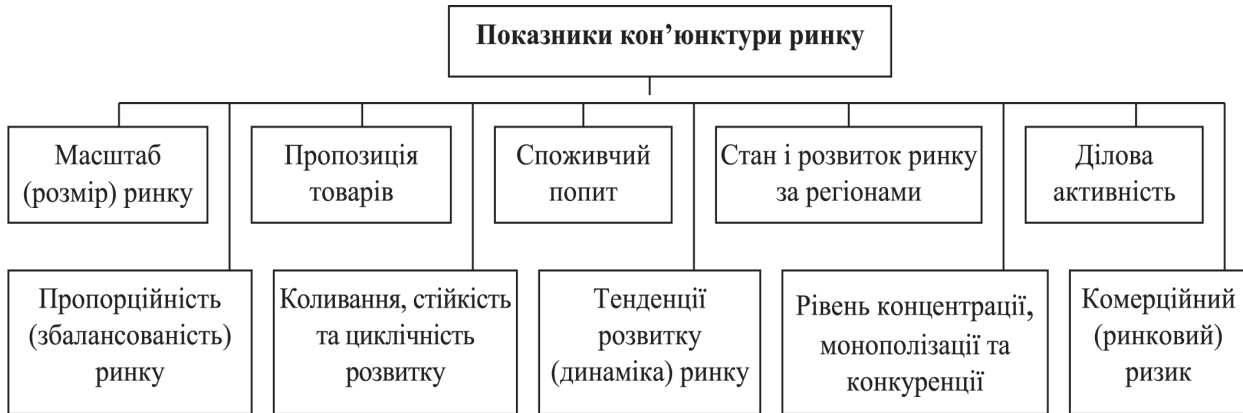 Показники кон’юнктури ринку
Масштаб
(розмір) ринку
Пропозиція
товарів
Споживчий
попит
Стан і розвиток ринку
за регіонами
Ділова
активність
Пропорційність
(збалансованість)
ринку
Коливання, стійкість
та циклічність
розвитку
Тенденції
розвитку
(динаміка) ринку
Рівень концентрації,
монополізації та
конкуренції
Комерційний
(ринковий)
ризик